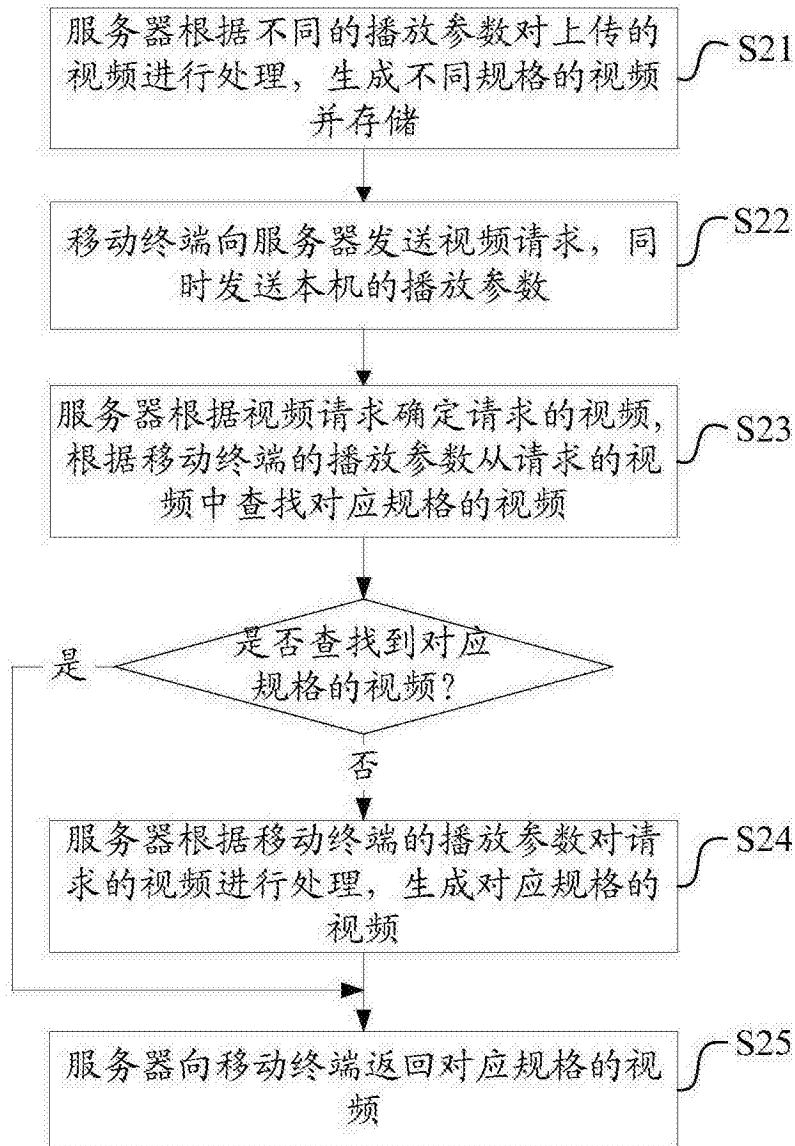 服务器根据不同的播放参数对上传的
视频进行处理，生成不同规格的视频
并存储
S21
移动终端向服务器发送视频请求，同
时发送本机的播放参数
S22
服务器根据视频请求确定请求的视频,
根据移动终端的播放参数从请求的视
频中查找对应规格的视频
S23
是否查找到对应
规格的视频？
是
否
服务器根据移动终端的播放参数对请
求的视频进行处理，生成对应规格的
视频
S24
服务器向移动终端返回对应规格的视
频
S25